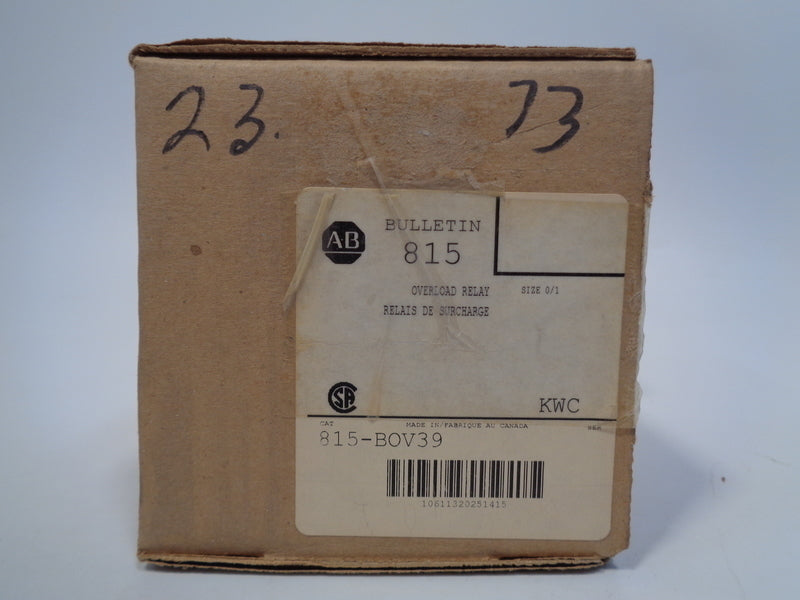 23. 73
AB
BULLETIN
815
OVERLOAD RELAY SIZE 0/1
RELAIS DE SURCHARGE
KWC
CAT MADE IN/FABRIQUE AU CANADA SER
815-BOV39
10611320251415